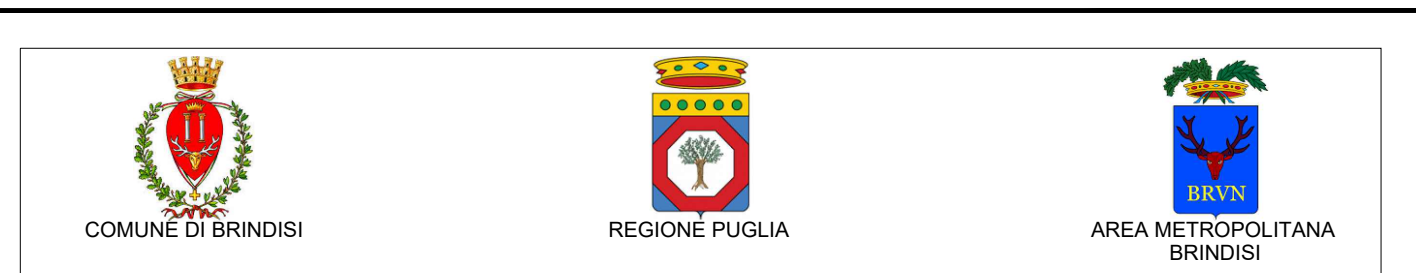 BRVN
COMUNE DI BRINDISI
REGIONE PUGLIA
AREA METROPOLITANA
BRINDISI